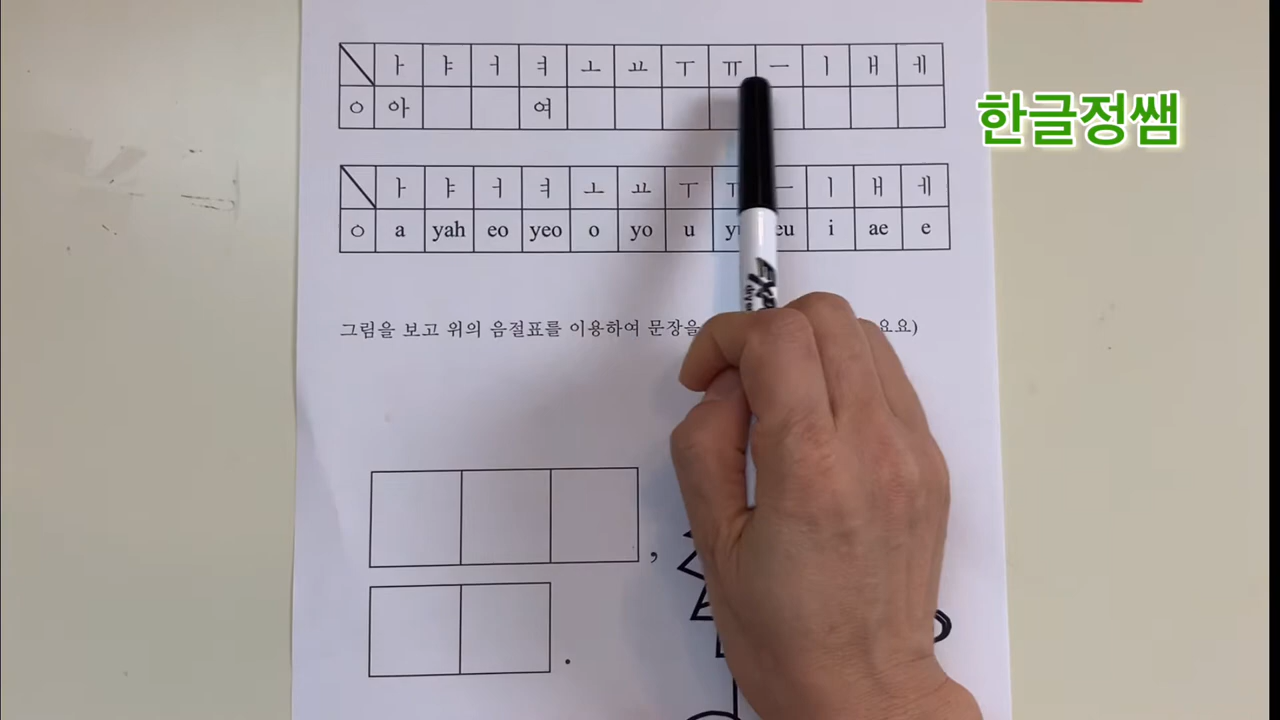 ㅏ ㅑ ㅓ ㅕ ㅗ ㅛ ㅜ ㅠ ㅡ ㅣ ㅐ ㅔ
ㅇ 아 여
한글정쌤
ㅏ ㅑ ㅓ ㅕ ㅗ ㅛ ㅜ ㅡ ㅣ ㅐ ㅔ
ㅇ a yah eo yeo o yo u eu i ae e
그림을 보고 위의 음절표를 이용하여 문장을 요요)
, 
.